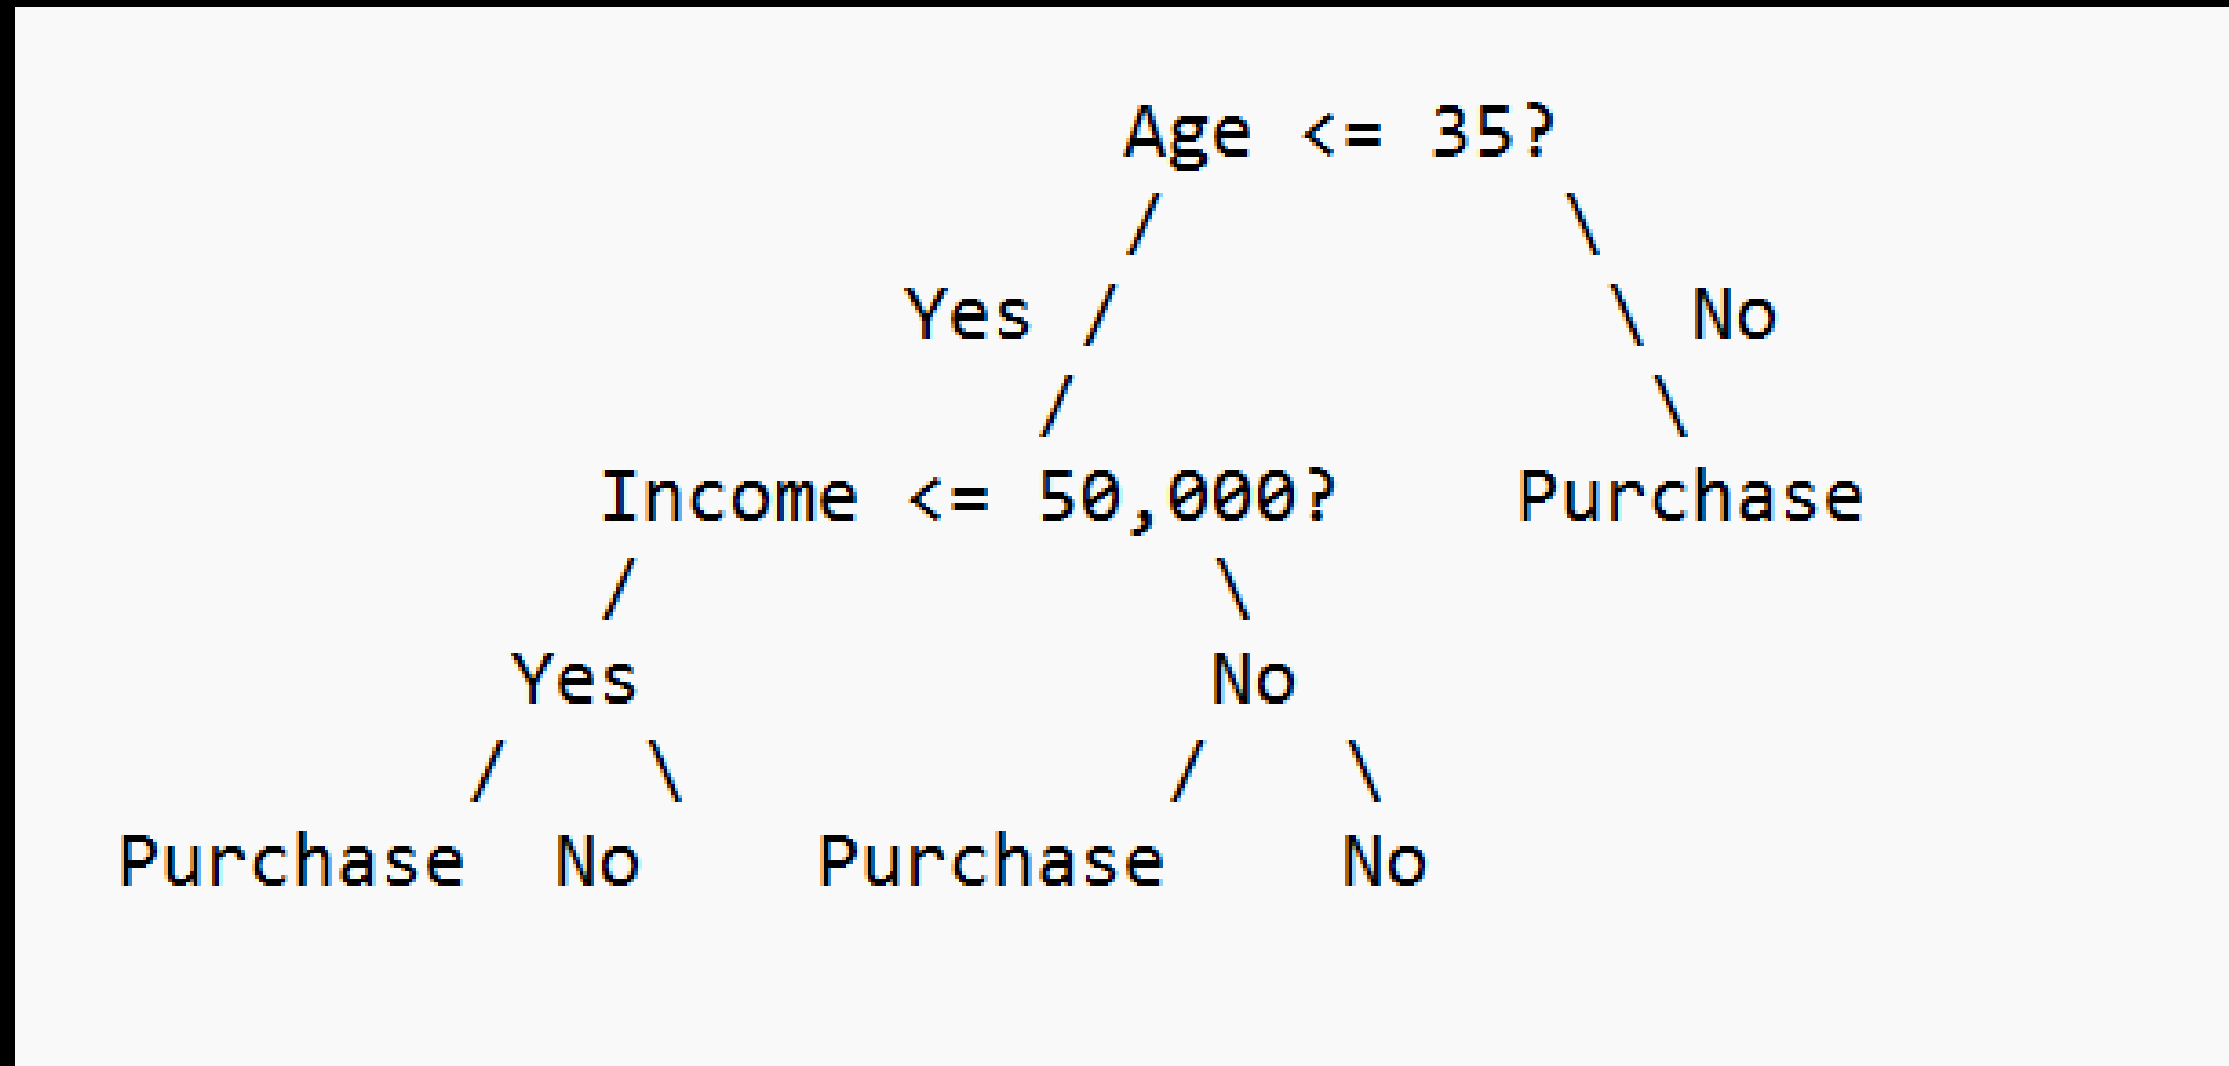 Age <= 35?
/ \
Yes / \ No
/ \
Income <= 50,000? Purchase
/ \
Yes No
/ \ / \
Purchase No Purchase No